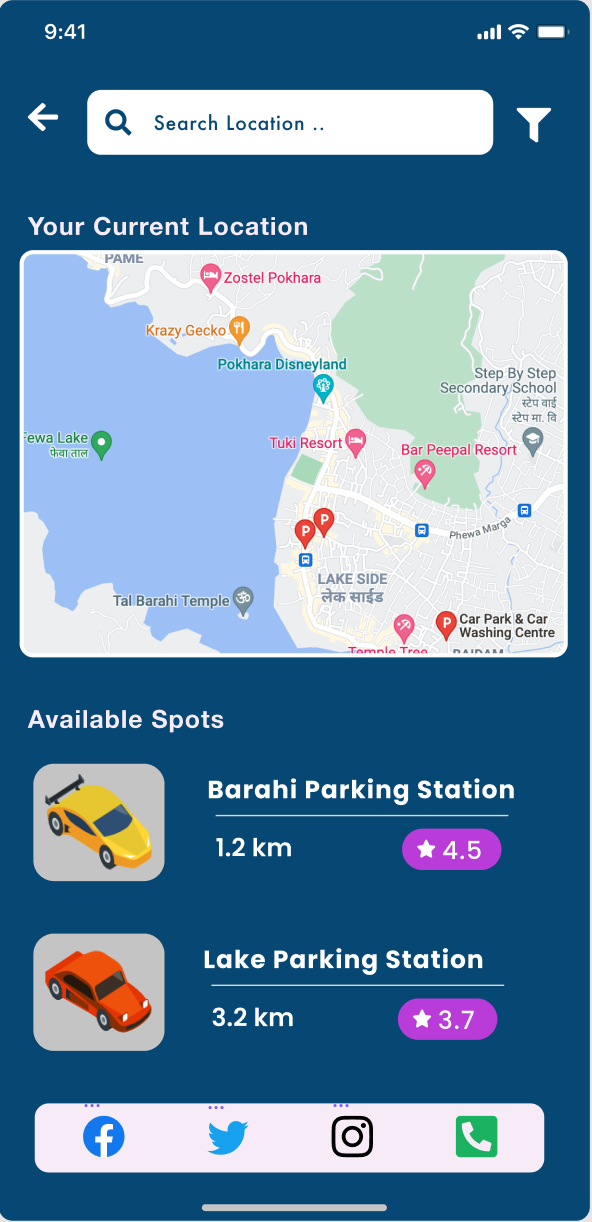 9:41
Search Location ..
Your Current Location
PAME
Zostel Pokhara
Krazy Gecko
Pokhara Disneyland
Step By Step
Secondary School
स्टेप वाई
स्टेप मा. वि
Fewa Lake
फेवा ताल
Tuki Resort
Bar Peepal Resort
P
P
Phewa Marga
LAKE SIDE
लेक साईड
Tal Barahi Temple
P
Car Park & Car
Washing Centre
Temple Tree
BAIDAM
Available Spots
Barahi Parking Station
1.2 km
4.5
Lake Parking Station
3.2 km
3.7